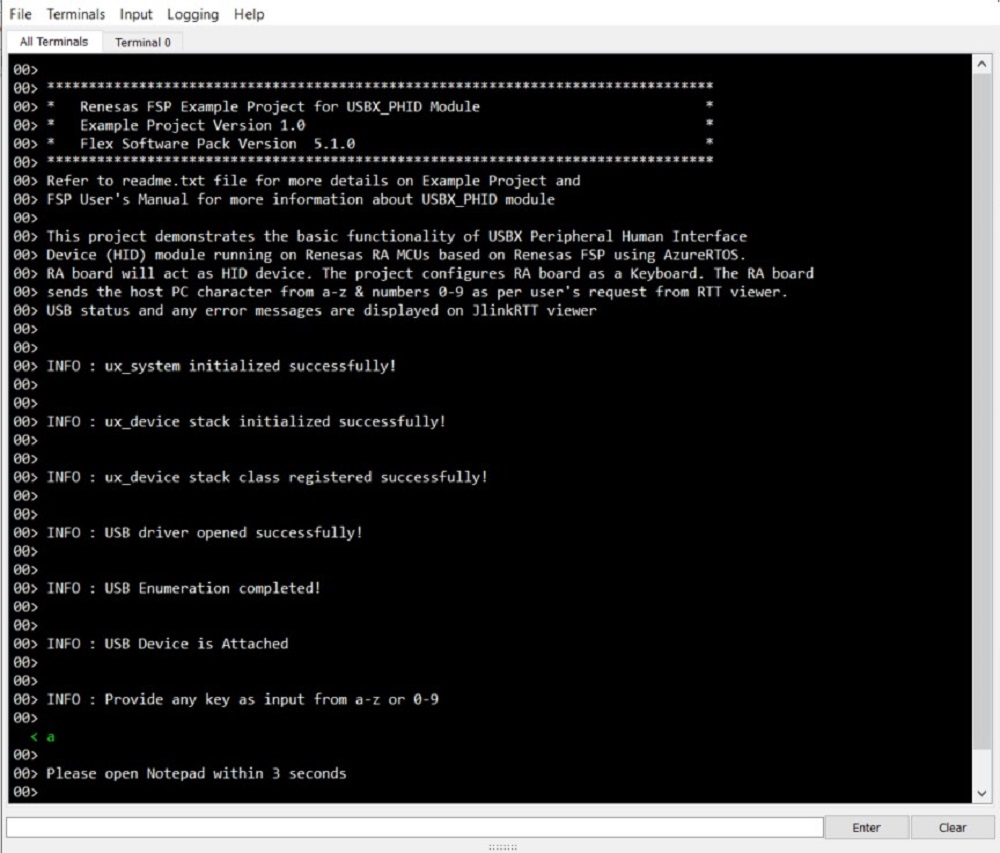 File Terminals Input Logging Help
All Terminals Terminal 0
00>
00> ********************************************************************************
00> * Renesas FSP Example Project for USBX_PHID Module *
00> * Example Project Version 1.0 *
00> * Flex Software Pack Version 5.1.0 *
00> ********************************************************************************
00> Refer to readme.txt file for more details on Example Project and
00> FSP User's Manual for more information about USBX_PHID module
00>
00> This project demonstrates the basic functionality of USBX Peripheral Human Interface
00> Device (HID) module running on Renesas RA MCUs based on Renesas FSP using AzureRTOS.
00> RA board will act as HID device. The project configures RA board as a Keyboard. The RA board
00> sends the host PC character from a-z & numbers 0-9 as per user's request from RTT viewer.
00> USB status and any error messages are displayed on JlinkRTT viewer
00>
00>
00> INFO : ux_system initialized successfully!
00>
00>
00> INFO : ux_device stack initialized successfully!
00>
00>
00> INFO : ux_device stack class registered successfully!
00>
00>
00> INFO : USB driver opened successfully!
00>
00>
00> INFO : USB Enumeration completed!
00>
00>
00> INFO : USB Device is Attached
00>
00>
00> INFO : Provide any key as input from a-z or 0-9
00>
< a
00>
00> Please open Notepad within 3 seconds
00>
Enter Clear